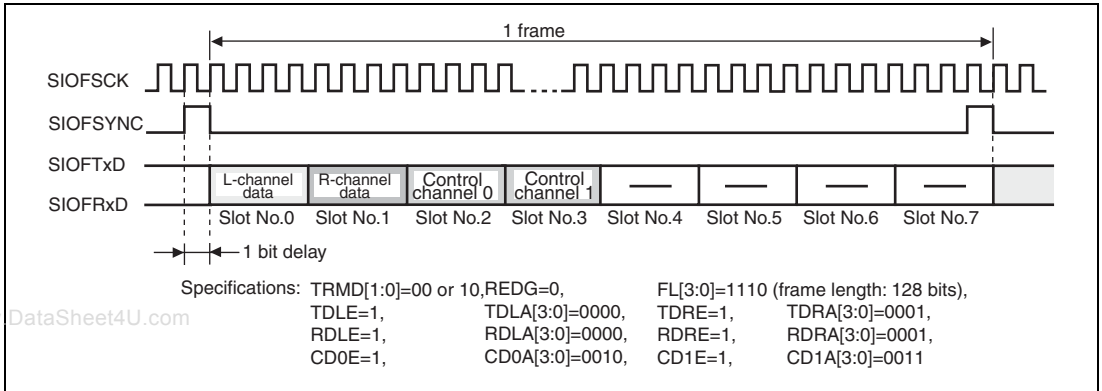 1 frame
SIOFSCK
SIOFSYNC
SIOFTxD
SIOFRxD
L-channel data
R-channel data
Control channel 0
Control channel 1
Slot No.0 Slot No.1 Slot No.2 Slot No.3 Slot No.4 Slot No.5 Slot No.6 Slot No.7
1 bit delay
Specifications: TRMD[1:0]=00 or 10,REDG=0, FL[3:0]=1110 (frame length: 128 bits),
TDLE=1, TDLA[3:0]=0000, TDRE=1, TDRA[3:0]=0001,
RDLE=1, RDLA[3:0]=0000, RDRE=1, RDRA[3:0]=0001,
CD0E=1, CD0A[3:0]=0010, CD1E=1, CD1A[3:0]=0011
.DataSheet4U.com